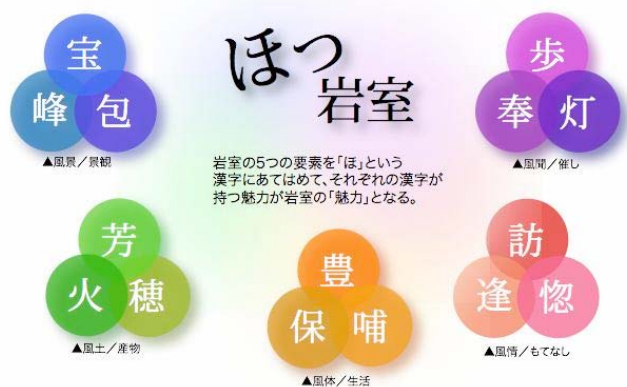 ほつ
岩室
岩室の5つの要素を「ほ」という
漢字にあてはめて、それぞれの漢字が
持つ魅力が岩室の「魅力」となる。
宝
峰 包
▲風景／景観
歩
奉 灯
▲風聞／催し
芳
火 穂
▲風土／産物
豊
保 哺
▲風体／生活
訪
逢 惚
▲風情／もてなし